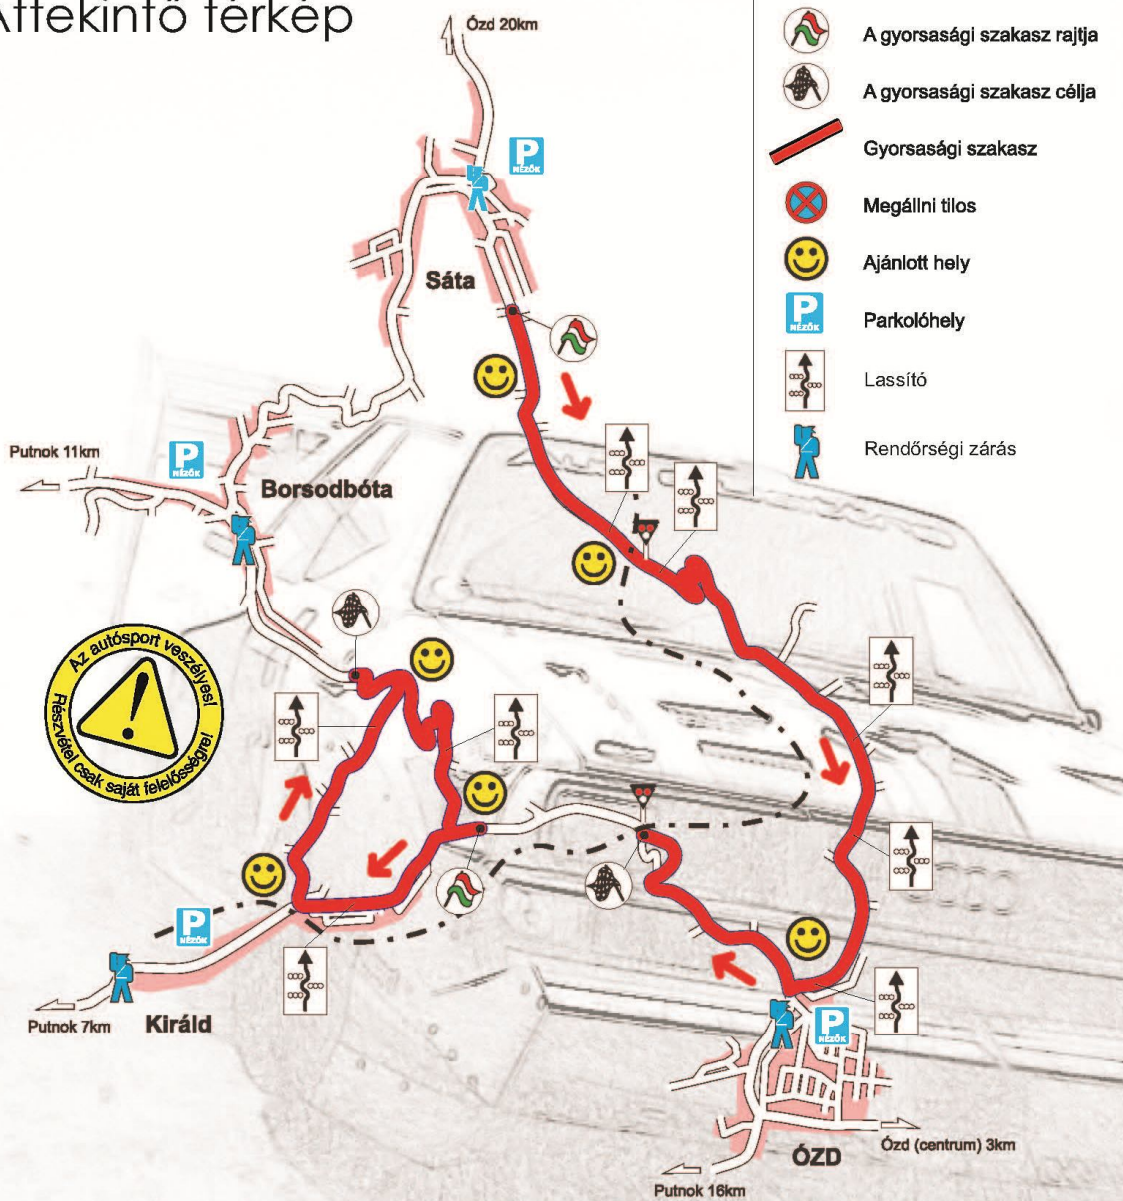 Áttekintő térkép
Ózd 20km
A gyorsasági szakasz rajtja
A gyorsasági szakasz célja
Gyorsasági szakasz
Megállni tilos
Ajánlott hely
P
NÉZŐK
Parkolóhely
Lassító
Rendőrségi zárás
P
NÉZŐK
Sáta
Putnok 11km
P
NÉZŐK
Borsodbóta
Az autósport veszélyes!
Részvétel csak saját felelősségre!
P
NÉZŐK
Putnok 7km
Királd
P
NÉZŐK
Ózd (centrum) 3km
ÓZD
Putnok 16km